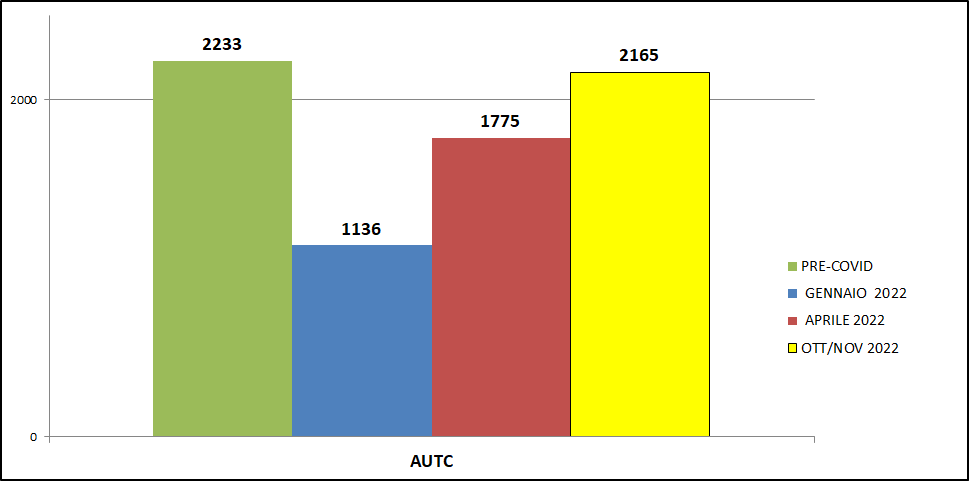 2233
2165
2000
1775
1136
PRE-COVID
GENNAIO 2022
APRILE 2022
OTT/NOV 2022
0
AUTC